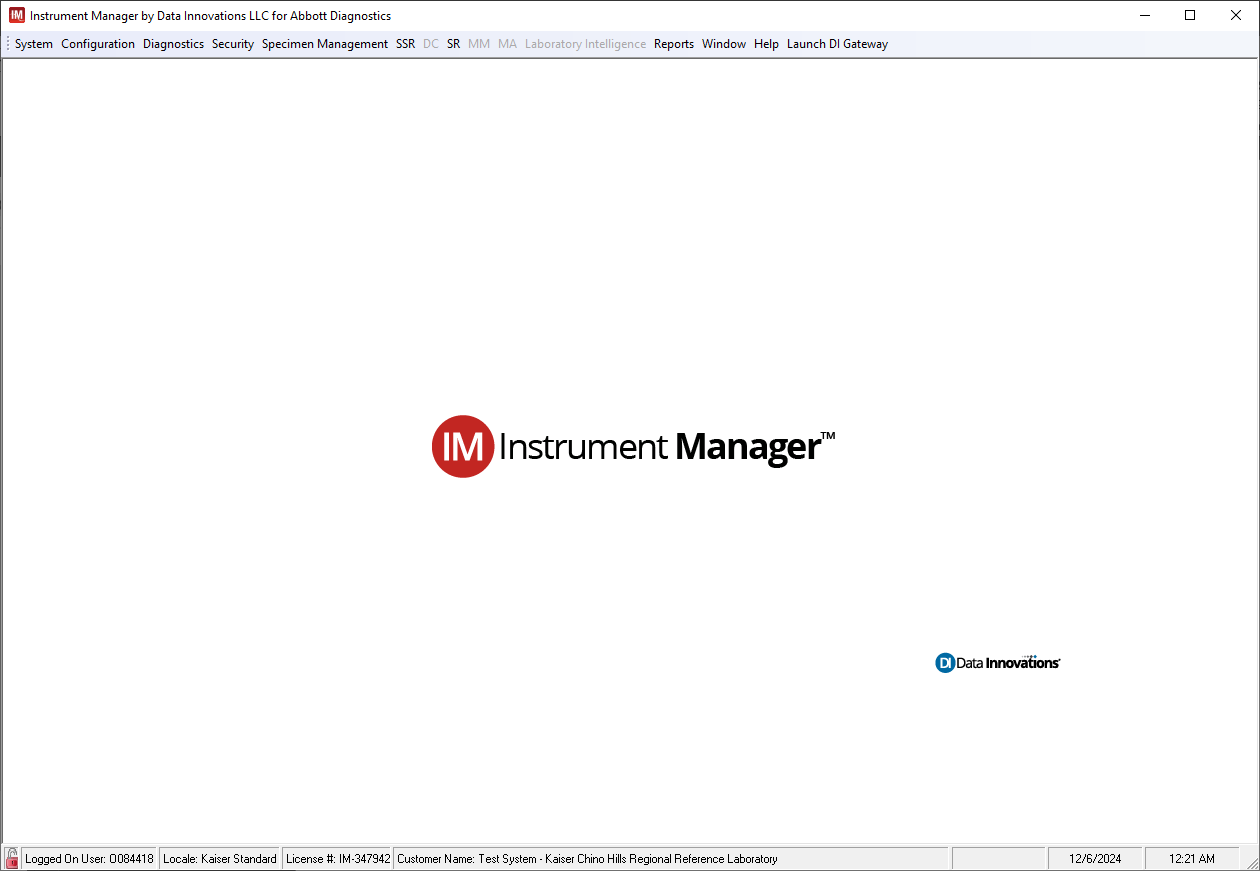 IM Instrument Manager by Data Innovations LLC for Abbott Diagnostics
System Configuration Diagnostics Security Specimen Management SSR DC SR MM MA Laboratory Intelligence Reports Window Help Launch DI Gateway
IM Instrument Manager™
DI Data Innovations
Logged On User: O084418 Locale: Kaiser Standard License #: IM-347942 Customer Name: Test System - Kaiser Chino Hills Regional Reference Laboratory 12/6/2024 12:21 AM